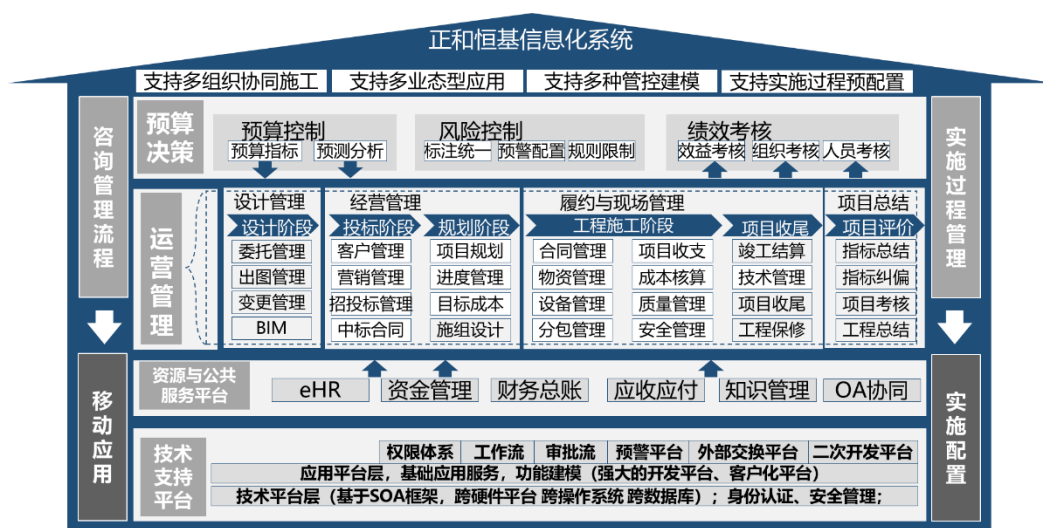 正和恒基信息化系统
支持多组织协同施工 支持多业态型应用 支持多种管控建模 支持实施过程预配置
咨询管理流程
移动应用
预算决策
预算控制 风险控制 绩效考核
预算指标 预测分析 标注统一 预警配置 规则限制 效益考核 组织考核 人员考核
运营管理
设计管理 经营管理 履约与现场管理 项目总结
设计阶段 投标阶段 规划阶段 工程施工阶段 项目收尾 项目评价
委托管理 客户管理 项目规划 合同管理 项目收支 竣工结算 指标总结
出图管理 营销管理 进度管理 物资管理 成本核算 技术管理 指标纠偏
变更管理 招投标管理 目标成本 设备管理 质量管理 项目收尾 项目考核
BIM 中标合同 施组设计 分包管理 安全管理 工程保修 工程总结
资源与公共
服务平台
eHR 资金管理 财务总账 应收应付 知识管理 OA协同
技术
支持
平台
权限体系 工作流 审批流 预警平台 外部交换平台 二次开发平台
应用平台层，基础应用服务，功能建模（强大的开发平台、客户化平台）
技术平台层（基于SOA框架，跨硬件平台 跨操作系统 跨数据库）；身份认证、安全管理；
实施过程管理
实施配置